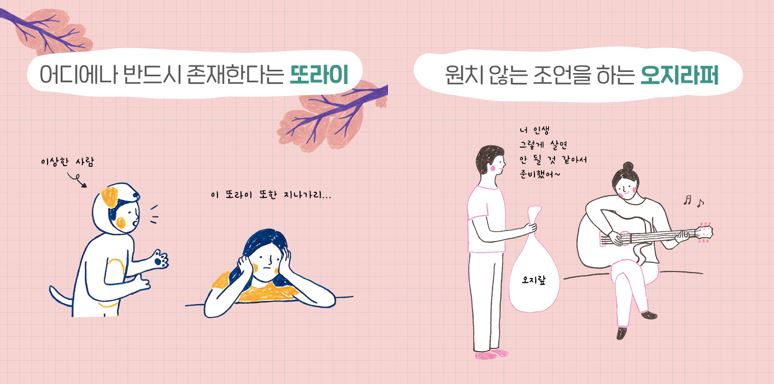 어디에나 반드시 존재한다는 또라이
이상한 사람
이 또라이 또한 지나가리...
원치 않는 조언을 하는 오지라퍼
너 인생
그렇게 살면
안 될 것 같아서
준비했어~
오지랖